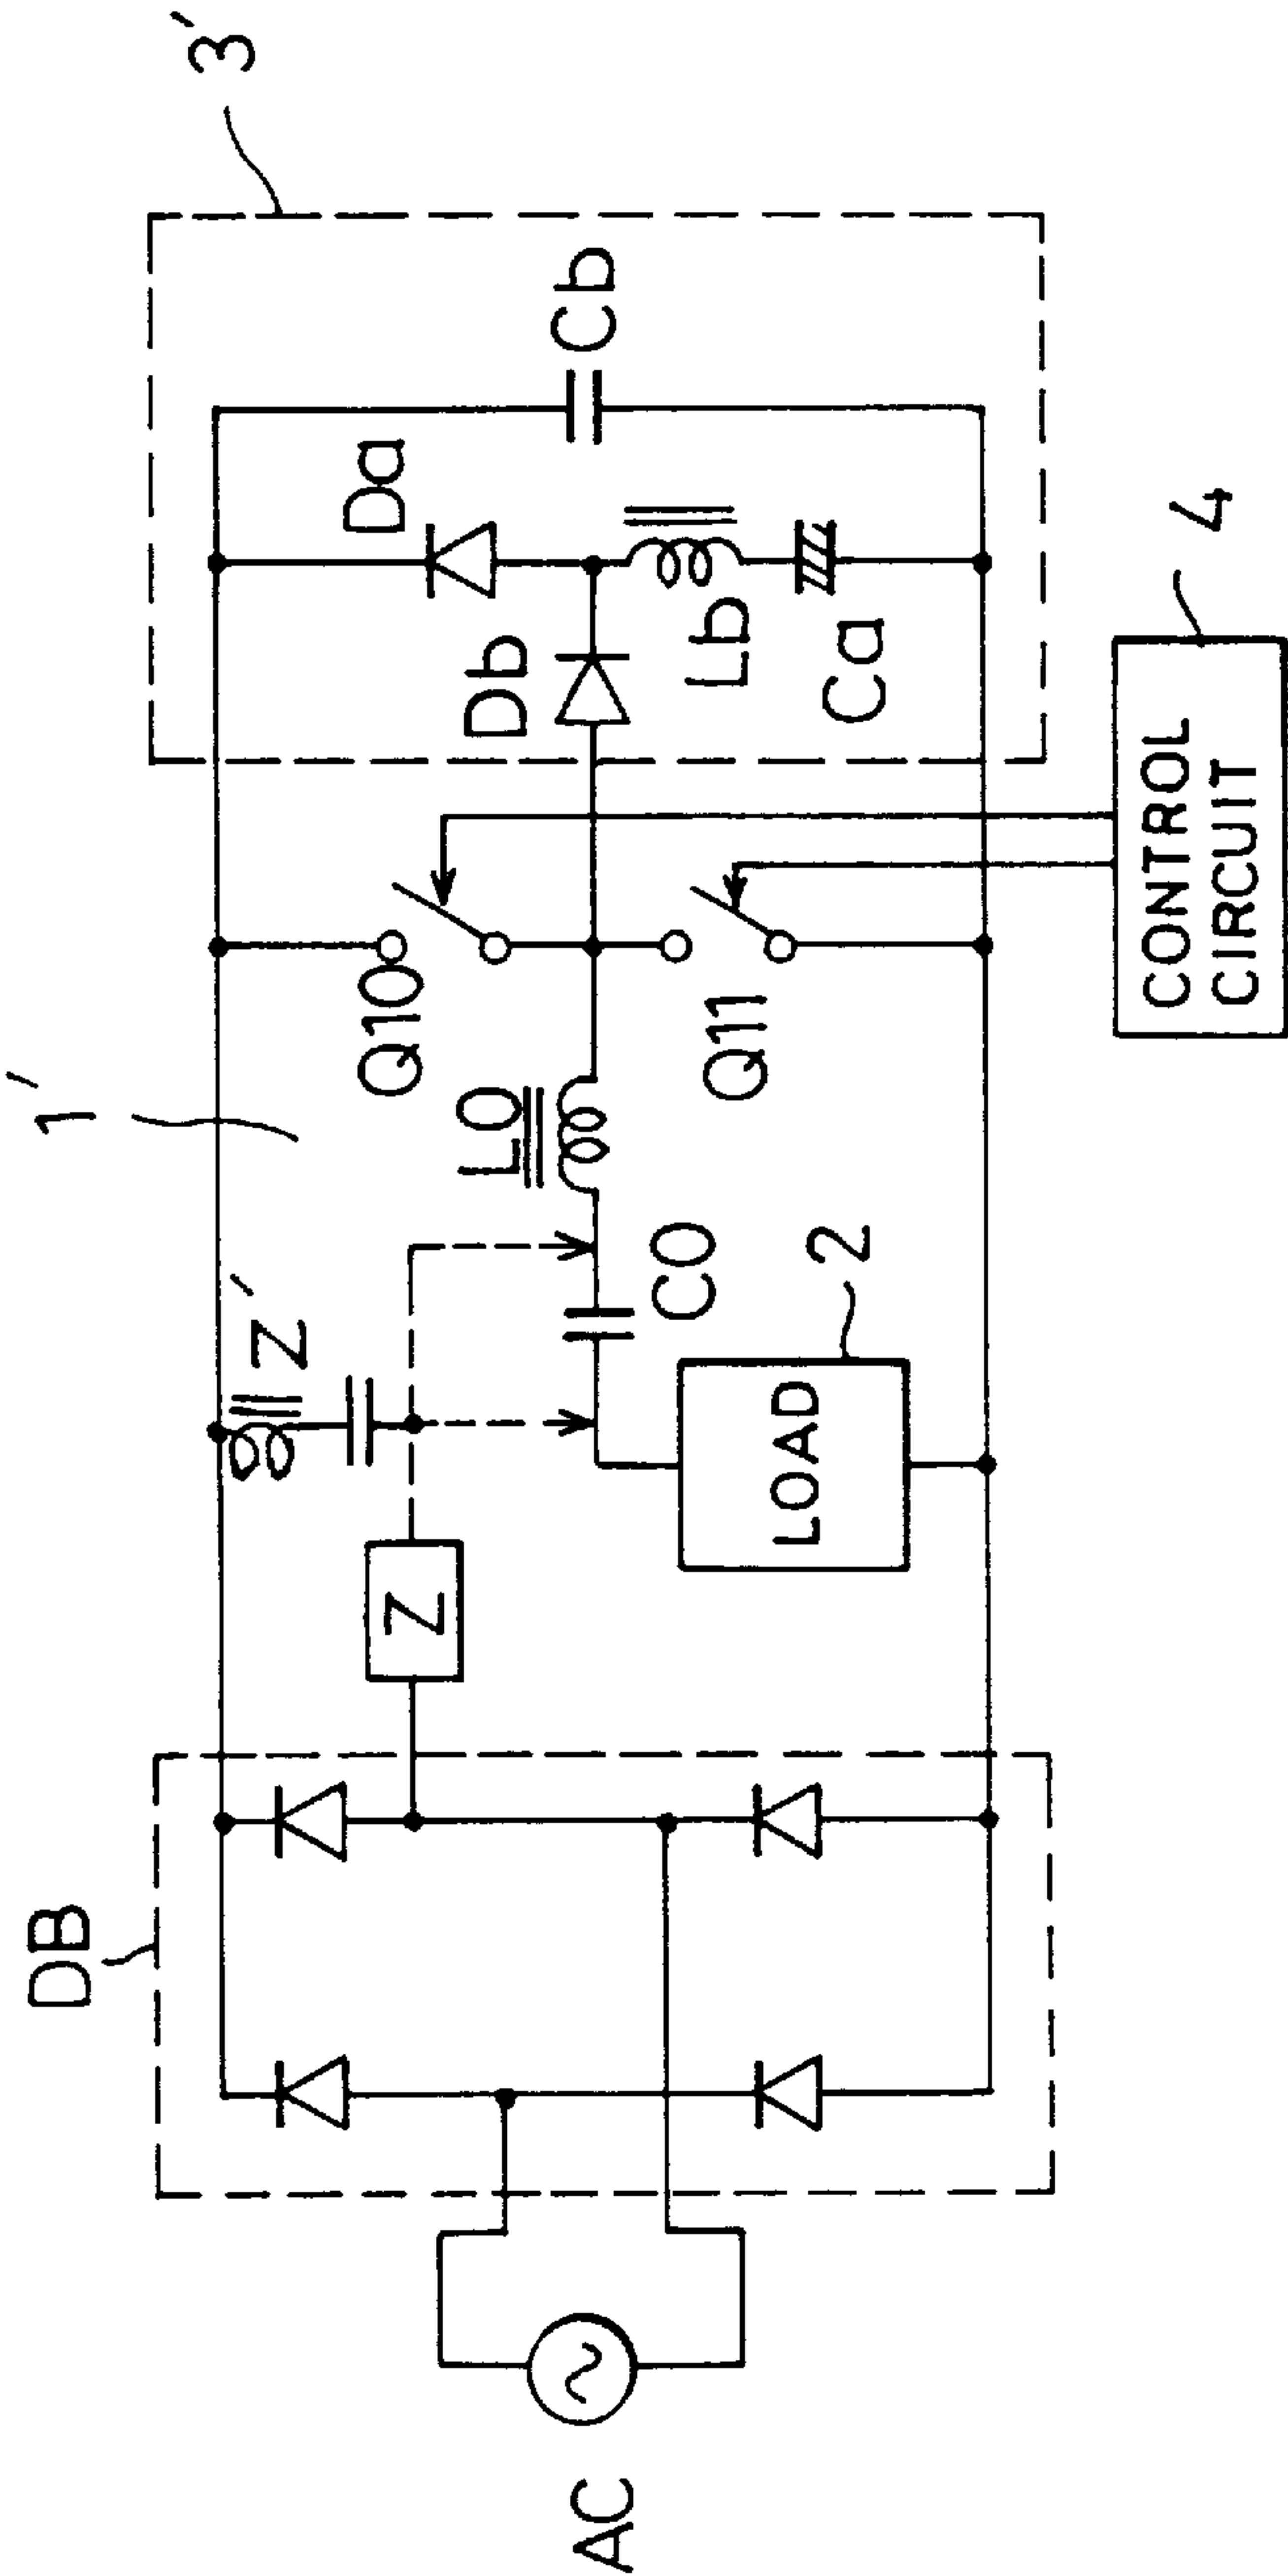 1'
3'
DB
Z'
Q10
Da
Cb
Z
L0
Db
C0
Lb
AC
LOAD
2
Q11
Ca
CONTROL
CIRCUIT
4